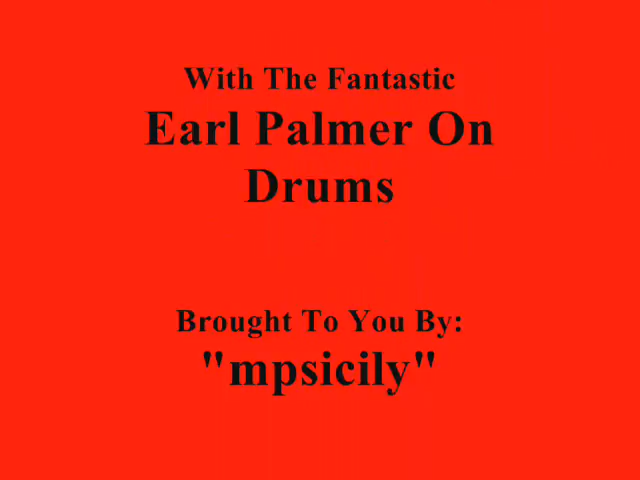 With The Fantastic
Earl Palmer On
Drums
Brought To You By:
"mpsicily"